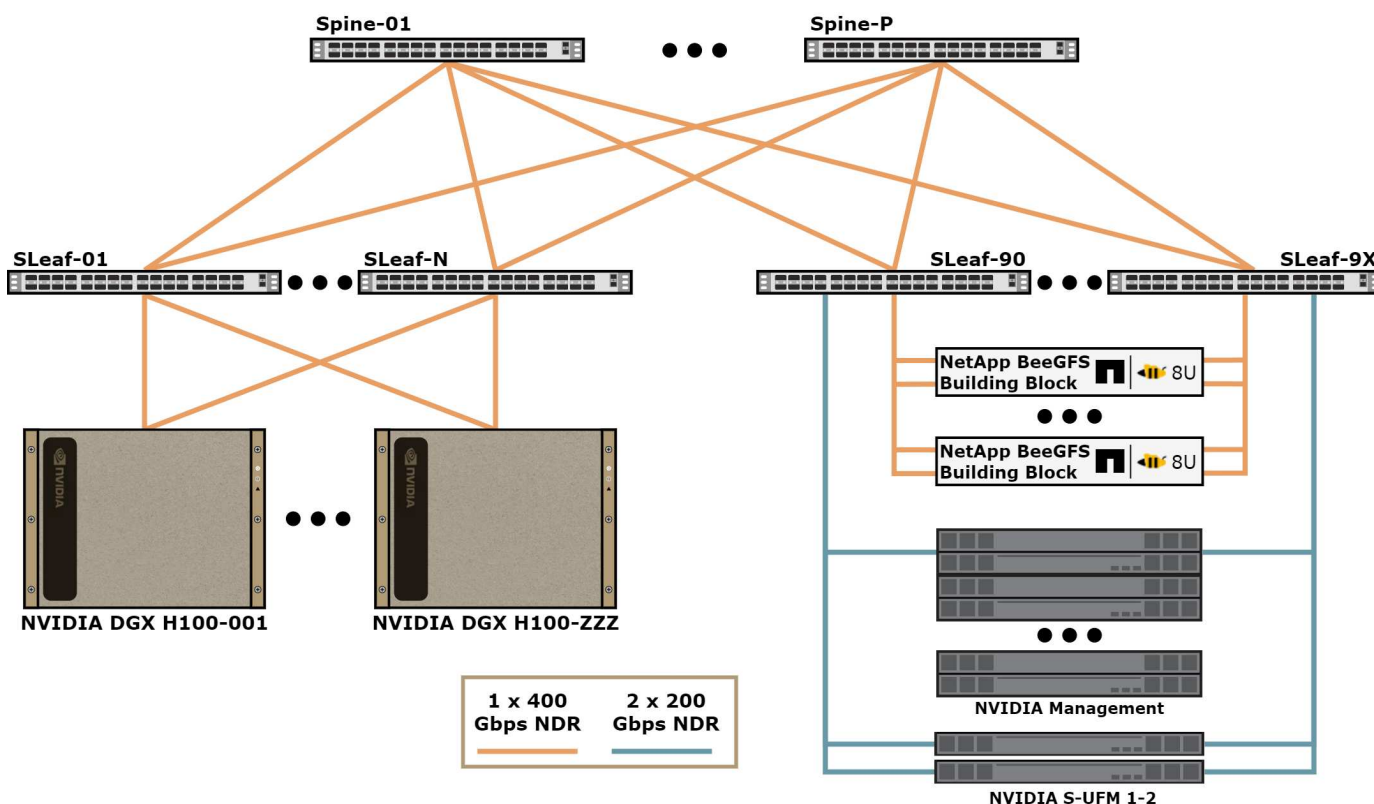 Spine-01
Spine-P
SLeaf-01
SLeaf-N
SLeaf-90
SLeaf-9X
NetApp BeeGFS
Building Block
8U
NetApp BeeGFS
Building Block
8U
NVIDIA
NVIDIA
NVIDIA DGX H100-001
NVIDIA DGX H100-ZZZ
NVIDIA Management
1 x 400
Gbps NDR
2 x 200
Gbps NDR
NVIDIA S-UFM 1-2